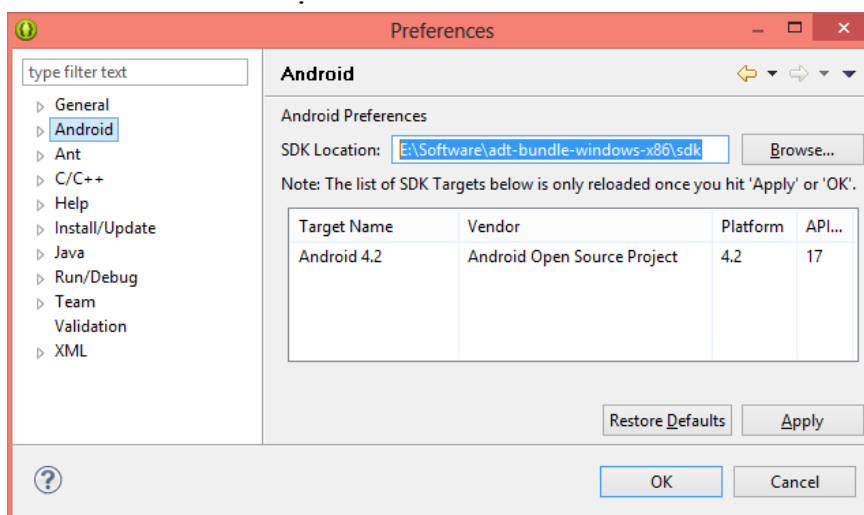 Preferences
type filter text
General
Android
Ant
C/C++
Help
Install/Update
Java
Run/Debug
Team
Validation
XML
Android
Android Preferences
SDK Location: E:\Software\adt-bundle-windows-x86\sdk Browse...
Note: The list of SDK Targets below is only reloaded once you hit 'Apply' or 'OK'.
Target Name Vendor Platform API...
Android 4.2 Android Open Source Project 4.2 17
Restore Defaults Apply
OK Cancel